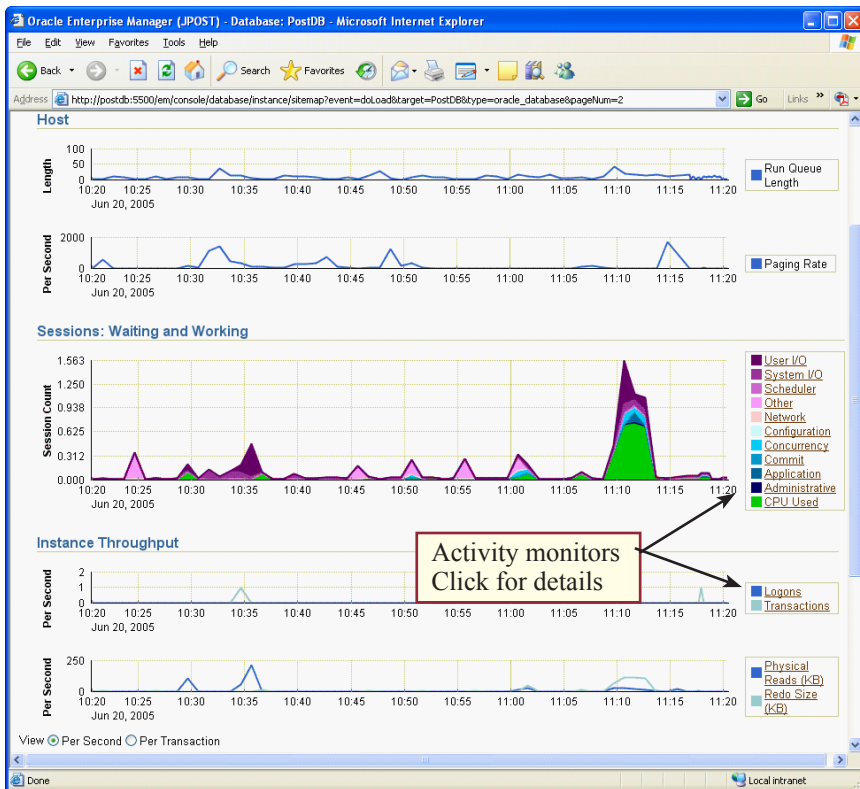 Oracle Enterprise Manager (JPOST) - Database: PostDB - Microsoft Internet Explorer
File Edit View Favorites Tools Help
Back Search Favorites
Address http://postdb:5500/em/console/database/instance/sitemap?event=doLoad&target=PostDB&type=oracle_database&pageNum=2 Go Links »
Host
Length
100
50
0
10:20 10:25 10:30 10:35 10:40 10:45 10:50 10:55 11:00 11:05 11:10 11:15 11:20
Jun 20, 2005
Run Queue
Length
Per Second
2000
0
10:20 10:25 10:30 10:35 10:40 10:45 10:50 10:55 11:00 11:05 11:10 11:15 11:20
Jun 20, 2005
Paging Rate
Sessions: Waiting and Working
Session Count
1.563
1.250
0.938
0.625
0.312
0.000
10:20 10:25 10:30 10:35 10:40 10:45 10:50 10:55 11:00 11:05 11:10 11:15 11:20
Jun 20, 2005
User I/O
System I/O
Scheduler
Other
Network
Configuration
Concurrency
Commit
Application
Administrative
CPU Used
Activity monitors
Click for details
Instance Throughput
Per Second
2
1
0
10:20 10:25 10:30 10:35 10:40 10:45 10:50 10:55 11:00 11:05 11:10 11:15 11:20
Jun 20, 2005
Logons
Transactions
Per Second
250
0
10:20 10:25 10:30 10:35 10:40 10:45 10:50 10:55 11:00 11:05 11:10 11:15 11:20
Jun 20, 2005
Physical
Reads (KB)
Redo Size
(KB)
View Per Second Per Transaction
Done Local intranet